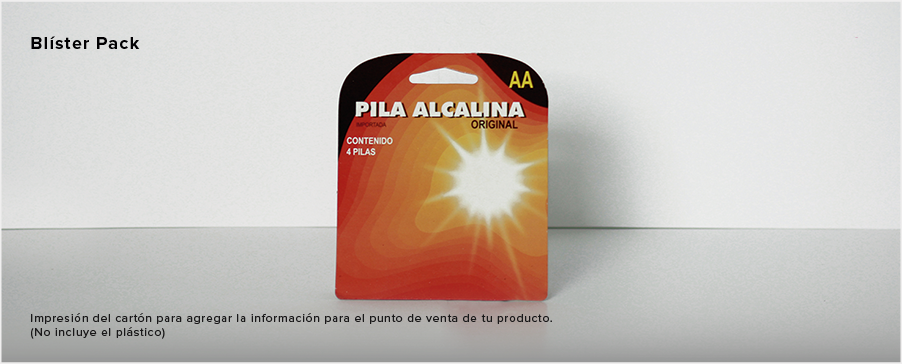 Blíster Pack
AA
PILA ALCALINA
IMPORTADA
ORIGINAL
CONTENIDO
4 PILAS
Impresión del cartón para agregar la información para el punto de venta de tu producto.
(No incluye el plástico)